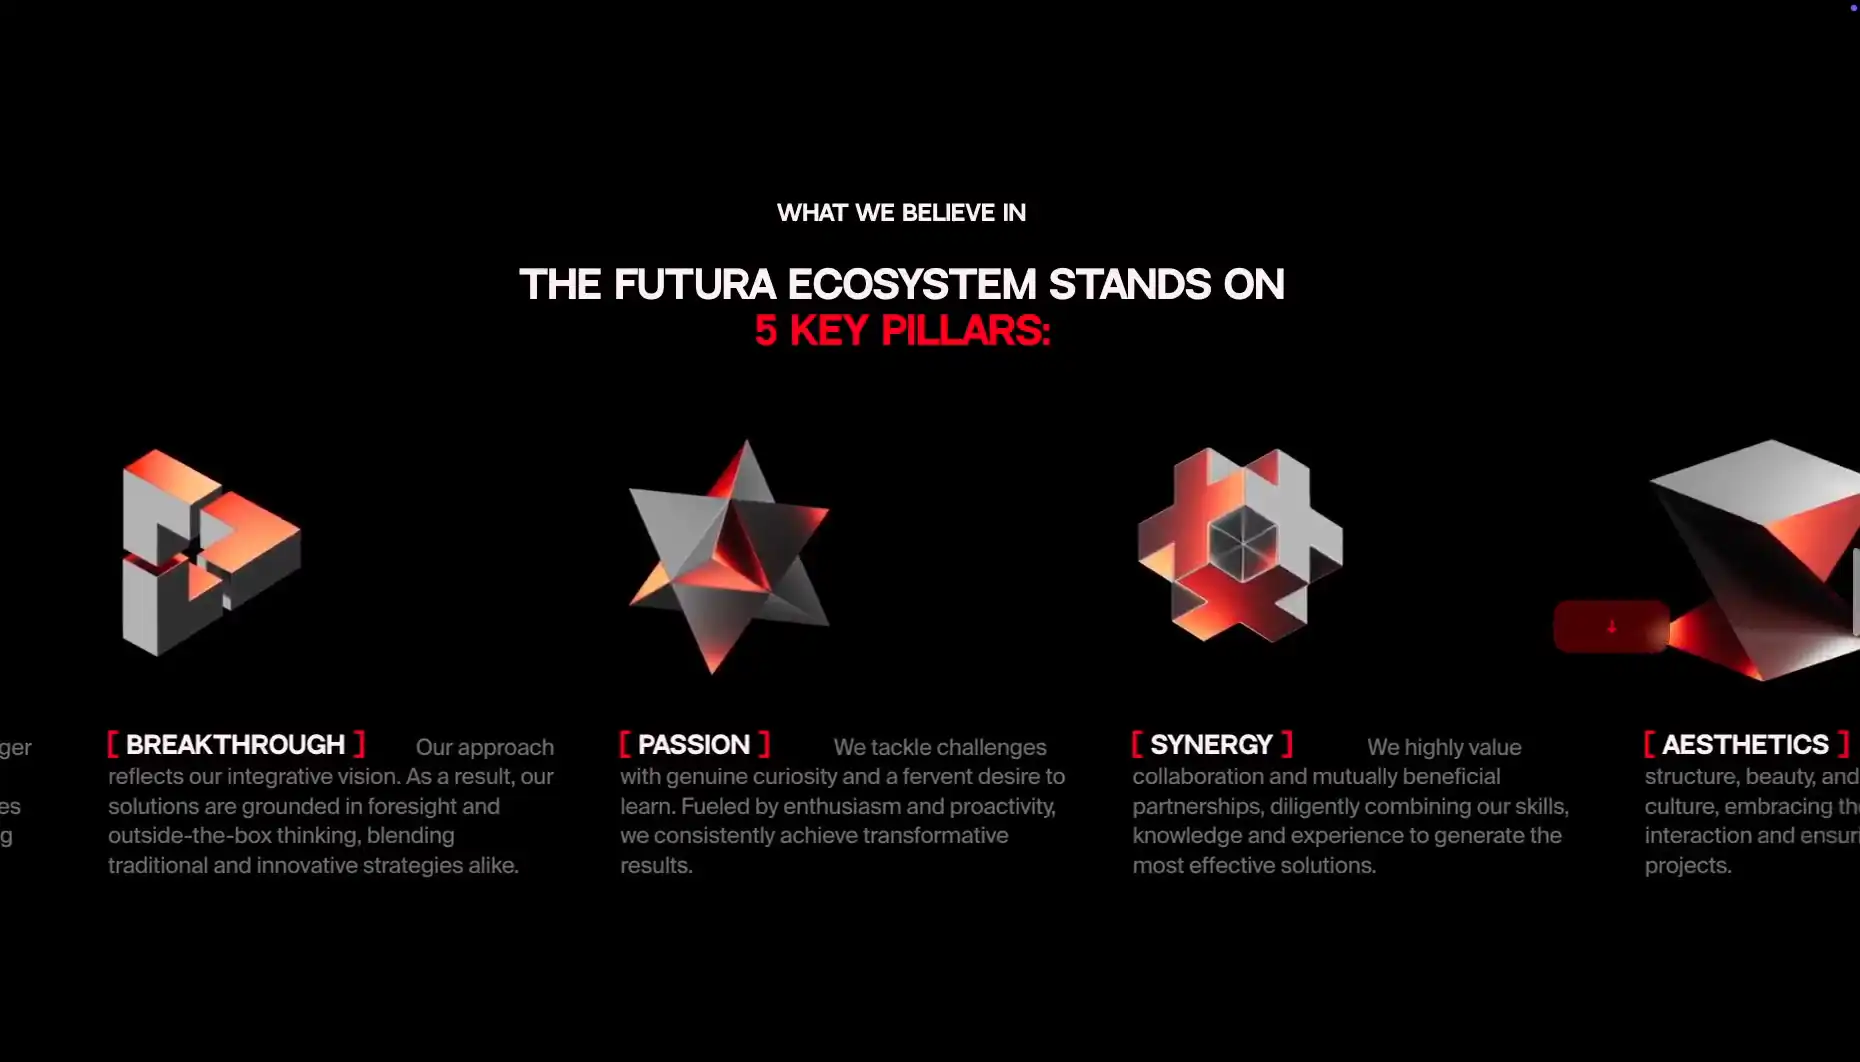 WHAT WE BELIEVE IN
THE FUTURA ECOSYSTEM STANDS ON
5 KEY PILLARS:
ger
es
g
[ BREAKTHROUGH ] Our approach
reflects our integrative vision. As a result, our
solutions are grounded in foresight and
outside-the-box thinking, blending
traditional and innovative strategies alike.
[ PASSION ] We tackle challenges
with genuine curiosity and a fervent desire to
learn. Fueled by enthusiasm and proactivity,
we consistently achieve transformative
results.
[ SYNERGY ] We highly value
collaboration and mutually beneficial
partnerships, diligently combining our skills,
knowledge and experience to generate the
most effective solutions.
[ AESTHETICS ]
structure, beauty, and
culture, embracing th
interaction and ensuri
projects.